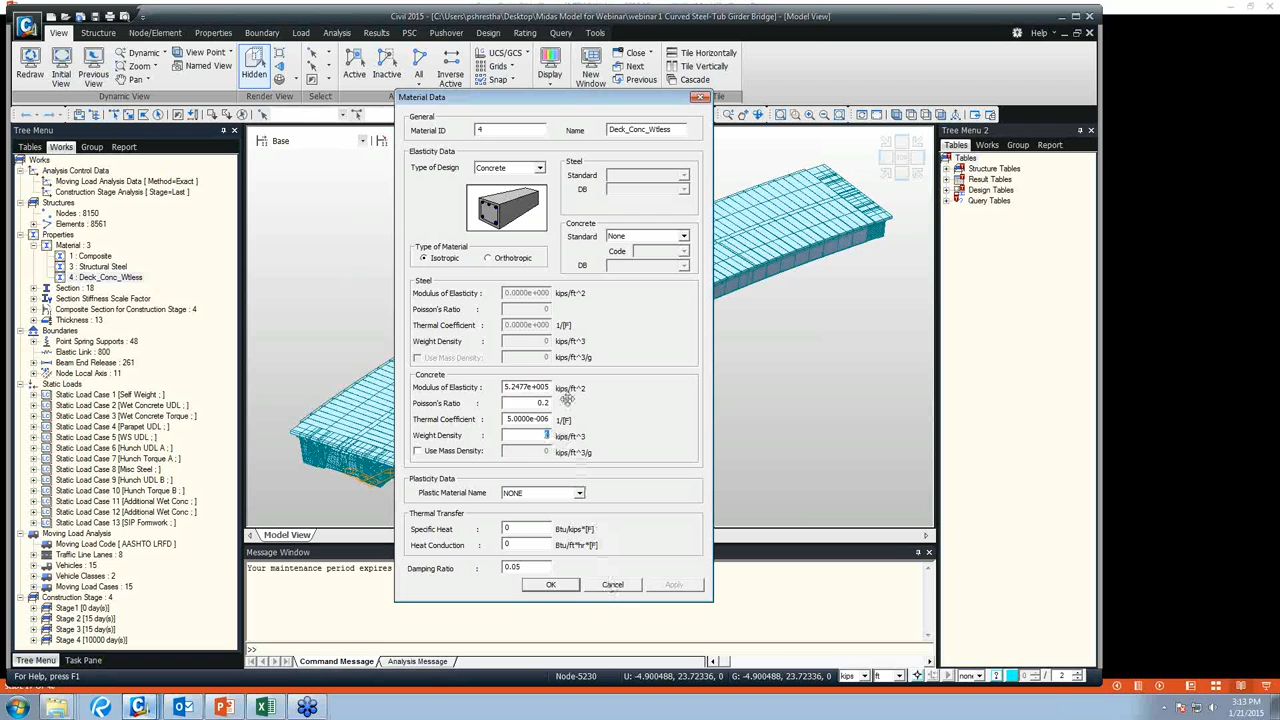 Civil 2015 - [C:\Users\pshrestha\Desktop\Midas Model for Webinar\webinar 1 Curved Steel-Tub Girder Bridge] - [Model View]
View Structure Node/Element Properties Boundary Load Analysis Results PSC Pushover Design Rating Query Tools Help
Redraw Initial View Previous View Dynamic Zoom Pan View Point Named View Hidden Active Inactive All Inverse Active UCS/GCS Grids Snap Display New Window Close Next Previous Tile Horizontally Tile Vertically Cascade
Dynamic View Render View Select Tile
Tree Menu
Tables Works Group Report
Works
Analysis Control Data
Moving Load Analysis Data [ Method=Exact ]
Construction Stage Analysis [ Stage=Last ]
Structures
Nodes : 8150
Elements : 8561
Properties
Material : 3
1 : Composite
3 : Structural Steel
4 : Deck_Conc_Wtless
Section : 18
Section Stiffness Scale Factor
Composite Section for Construction Stage : 4
Thickness : 13
Boundaries
Point Spring Supports : 48
Elastic Link : 800
Beam End Release : 261
Node Local Axis : 11
Static Loads
Static Load Case 1 [Self Weight ; ]
Static Load Case 2 [Wet Concrete UDL ; ]
Static Load Case 3 [Wet Concrete Torque ; ]
Static Load Case 4 [Parapet UDL ; ]
Static Load Case 5 [WS UDL ; ]
Static Load Case 6 [Hunch UDL A ; ]
Static Load Case 7 [Hunch Torque A ; ]
Static Load Case 8 [Misc Steel ; ]
Static Load Case 9 [Hunch UDL B ; ]
Static Load Case 10 [Hunch Torque B ; ]
Static Load Case 11 [Additional Wet Concr ; ]
Static Load Case 12 [Additional Wet Concr ; ]
Static Load Case 13 [SIP Formwork ; ]
Moving Load Analysis
Moving Load Code [ AASHTO LRFD ]
Traffic Line Lanes : 8
Vehicles : 15
Vehicle Classes : 2
Moving Load Cases : 15
Construction Stage : 4
Stage1 [0 day(s)]
Stage 2 [15 day(s)]
Stage 3 [15 day(s)]
Stage 4 [10000 day(s)]
Tree Menu Task Pane
Base
Material Data
General
Material ID 4 Name Deck_Conc_Wtless
Elasticity Data
Type of Design Concrete
Steel
Standard
DB
Concrete
Standard None
Code
DB
Type of Material
Isotropic Orthotropic
Steel
Modulus of Elasticity : 0.0000e+000 kips/ft^2
Poisson's Ratio : 0
Thermal Coefficient : 0.0000e+000 1/[F]
Weight Density : 0 kips/ft^3
Use Mass Density: 0 kips/ft^3/g
Concrete
Modulus of Elasticity : 5.2477e+005 kips/ft^2
Poisson's Ratio : 0.2
Thermal Coefficient : 5.0000e-006 1/[F]
Weight Density : kips/ft^3
Use Mass Density: 0 kips/ft^3/g
Plasticity Data
Plastic Material Name NONE
Thermal Transfer
Specific Heat : 0 Btu/kips*[F]
Heat Conduction : 0 Btu/ft*hr*[F]
Damping Ratio : 0.05
OK Cancel Apply
Model View
Message Window
Your maintenance period expires
>>
Command Message Analysis Message
Tree Menu 2
Tables Works Group Report
Tables
Structure Tables
Result Tables
Design Tables
Query Tables
For Help, press F1 Node-5230 U: -4.900488, 23.72336, 0 G: -4.900488, 23.72336, 0 kips ft non 0 / 2
3:13 PM
1/21/2015